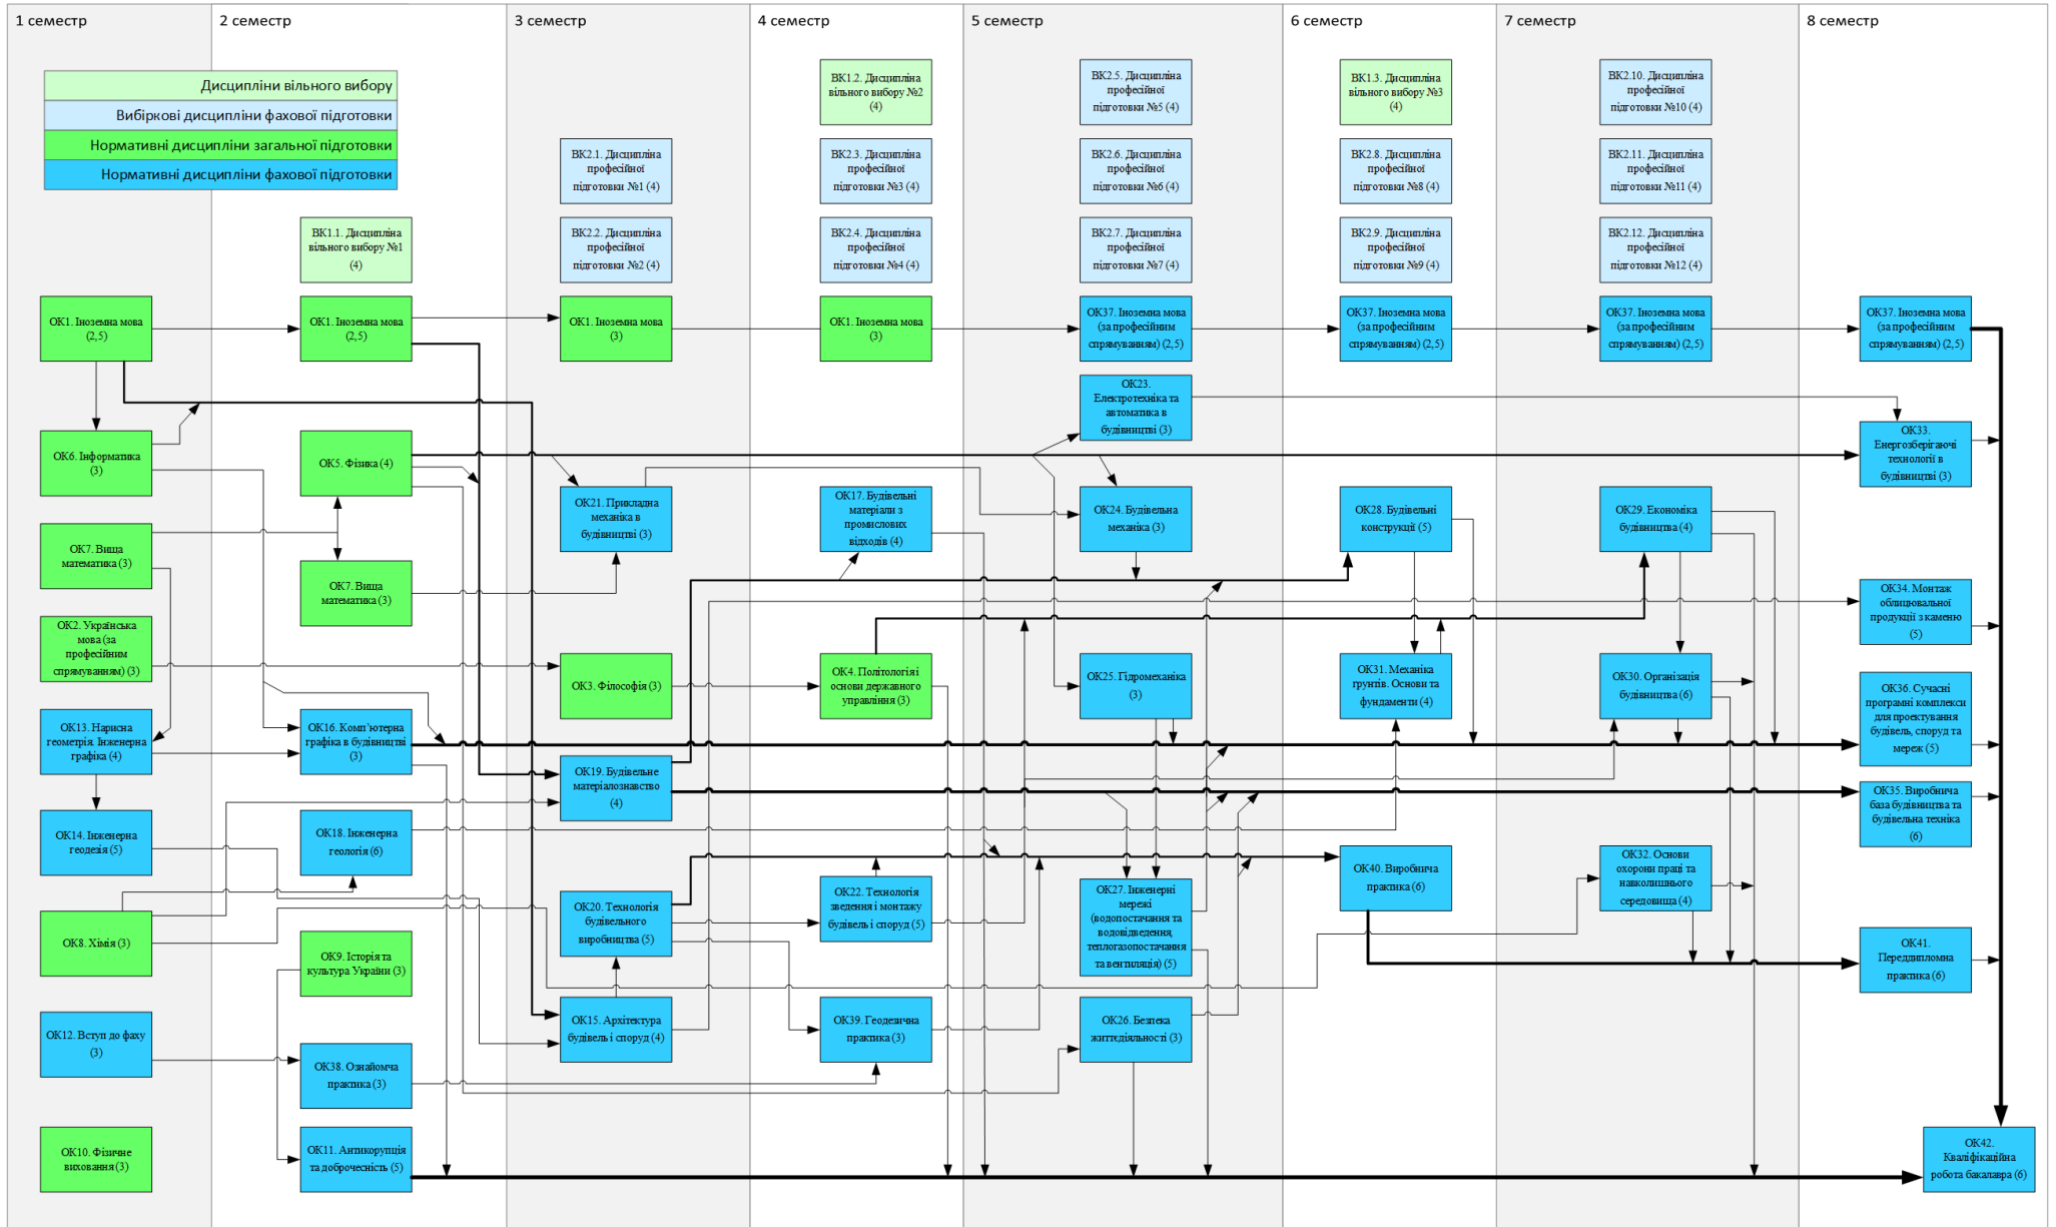 1 семестр
2 семестр
3 семестр
4 семестр
5 семестр
6 семестр
7 семестр
8 семестр
Дисципліни вільного вибору
Вибіркові дисципліни фахової підготовки
Нормативні дисципліни загальної підготовки
Нормативні дисципліни фахової підготовки
ОК1. Іноземна мова
(2,5)
ОК6. Інформатика
(3)
ОК7. Вища
математика (3)
ОК2. Українська
мова (за
професійним
спрямуванням) (3)
ОК13. Нарисна
геометрія. Інженерна
графіка (4)
ОК14. Інженерна
геодезія (5)
ОК8. Хімія (3)
ОК12. Вступ до фаху
(3)
ОК10. Фізичне
виховання (3)
ВК1.1. Дисципліна
вільного вибору №1
(4)
ОК1. Іноземна мова
(2,5)
ОК5. Фізика (4)
ОК7. Вища
математика (3)
ОК16. Комп’ютерна
графіка в будівництві
(3)
ОК18. Інженерна
геологія (6)
ОК9. Історія та
культура України (3)
ОК38. Ознайомча
практика (3)
ОК11. Антикорупція
та доброчесність (5)
ВК2.1. Дисципліна
професійної
підготовки №1 (4)
ВК2.2. Дисципліна
професійної
підготовки №2 (4)
ОК1. Іноземна мова
(3)
ОК21. Прикладна
механіка в
будівництві (3)
ОК3. Філософія (3)
ОК19. Будівельне
матеріалознавство
(4)
ОК20. Технологія
будівельного
виробництва (5)
ОК15. Архітектура
будівель і споруд (4)
ВК1.2. Дисципліна
вільного вибору №2
(4)
ВК2.3. Дисципліна
професійної
підготовки №3 (4)
ВК2.4. Дисципліна
професійної
підготовки №4 (4)
ОК1. Іноземна мова
(3)
ОК17. Будівельні
матеріали з
промислових
відходів (4)
ОК4. Політологія і
основи державного
управління (3)
ОК22. Технологія
зведення і монтажу
будівель і споруд (5)
ОК39. Геодезична
практика (3)
ВК2.5. Дисципліна
професійної
підготовки №5 (4)
ВК2.6. Дисципліна
професійної
підготовки №6 (4)
ВК2.7. Дисципліна
професійної
підготовки №7 (4)
ОК37. Іноземна мова
(за професійним
спрямуванням) (2,5)
ОК23.
Електротехніка та
автоматика в
будівництві (3)
ОК24. Будівельна
механіка (3)
ОК25. Гідромеханіка
(3)
ОК27. Інженерні
мережі
(водопостачання та
водовідведення,
теплогазопостачання
та вентиляція) (5)
ОК26. Безпека
життєдіяльності (3)
ВК1.3. Дисципліна
вільного вибору №3
(4)
ВК2.8. Дисципліна
професійної
підготовки №8 (4)
ВК2.9. Дисципліна
професійної
підготовки №9 (4)
ОК37. Іноземна мова
(за професійним
спрямуванням) (2,5)
ОК28. Будівельні
конструкції (5)
ОК31. Механіка
ґрунтів. Основи та
фундаменти (4)
ОК40. Виробнича
практика (6)
ВК2.10. Дисципліна
професійної
підготовки №10 (4)
ВК2.11. Дисципліна
професійної
підготовки №11 (4)
ВК2.12. Дисципліна
професійної
підготовки №12 (4)
ОК37. Іноземна мова
(за професійним
спрямуванням) (2,5)
ОК29. Економіка
будівництва (4)
ОК30. Організація
будівництва (6)
ОК32. Основи
охорони праці та
навколишнього
середовища (4)
ОК37. Іноземна мова
(за професійним
спрямуванням) (2,5)
ОК33.
Енергозберігаючі
технології в
будівництві (3)
ОК34. Монтаж
облицювальної
продукції з каменю
(5)
ОК36. Сучасні
програмні комплекси
для проектування
будівель, споруд та
мереж (5)
ОК35. Виробнича
база будівництва та
будівельна техніка
(6)
ОК41.
Переддипломна
практика (6)
ОК42.
Кваліфікаційна
робота бакалавра (6)